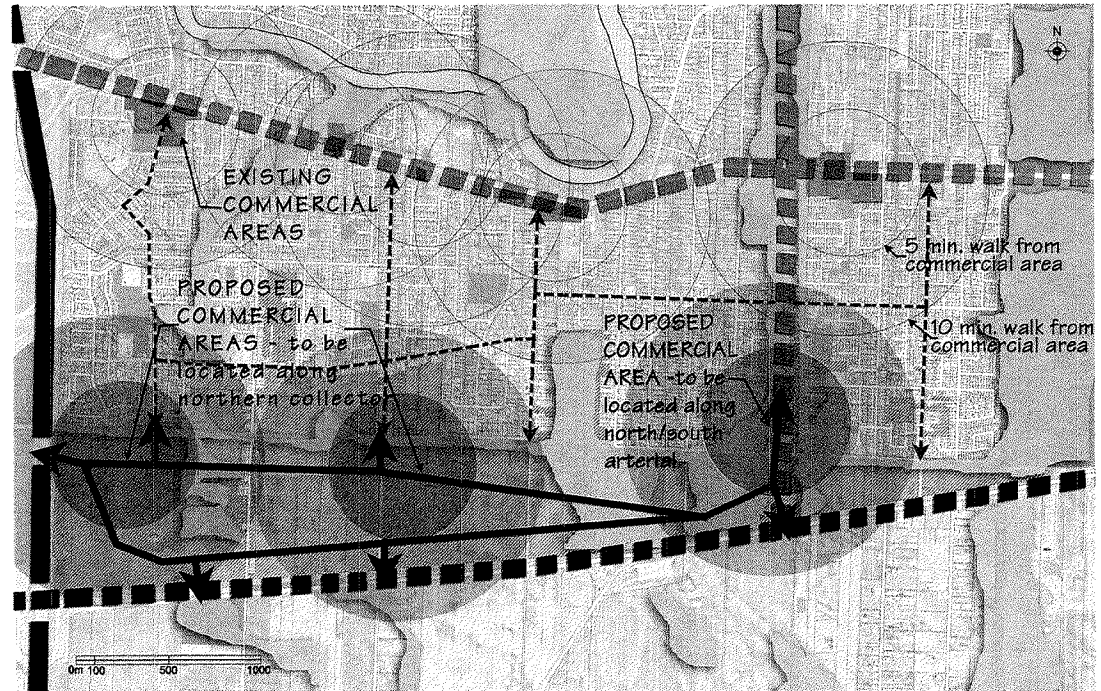 N
EXISTING
COMMERCIAL
AREAS
5 min. walk from
commercial area
PROPOSED
COMMERCIAL
AREAS - to be
located along
northern collector
PROPOSED
COMMERCIAL
AREA - to be
located along
north/south
arterial
10 min. walk from
commercial area
0m 100 500 1000